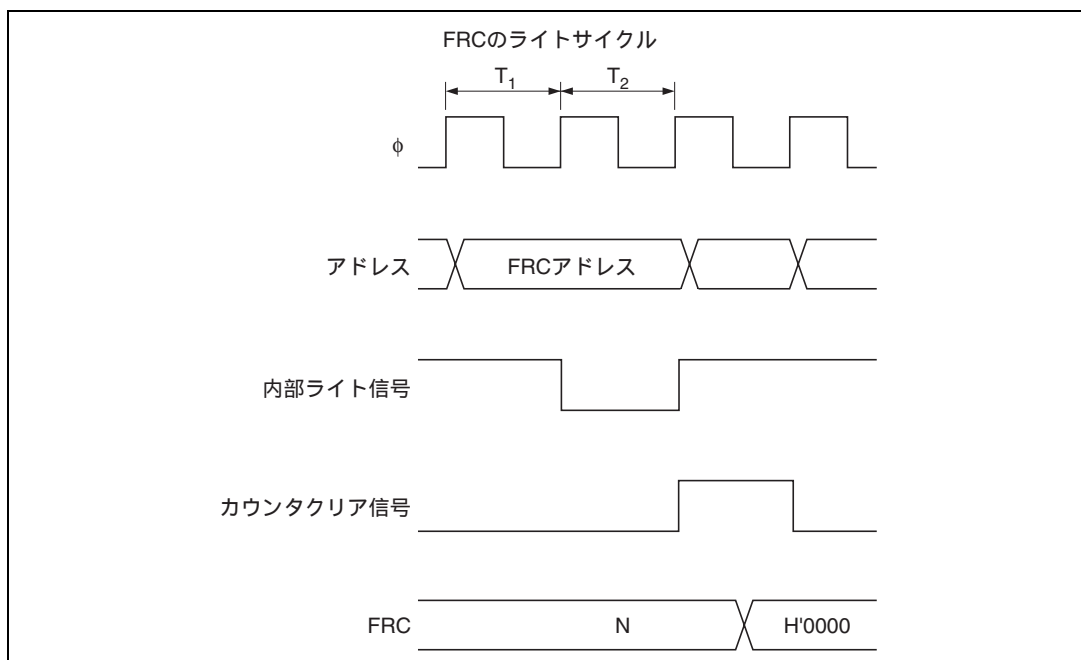 FRCのライトサイクル
T1 T2
φ
アドレス FRCアドレス
内部ライト信号
カウンタクリア信号
FRC N H'0000